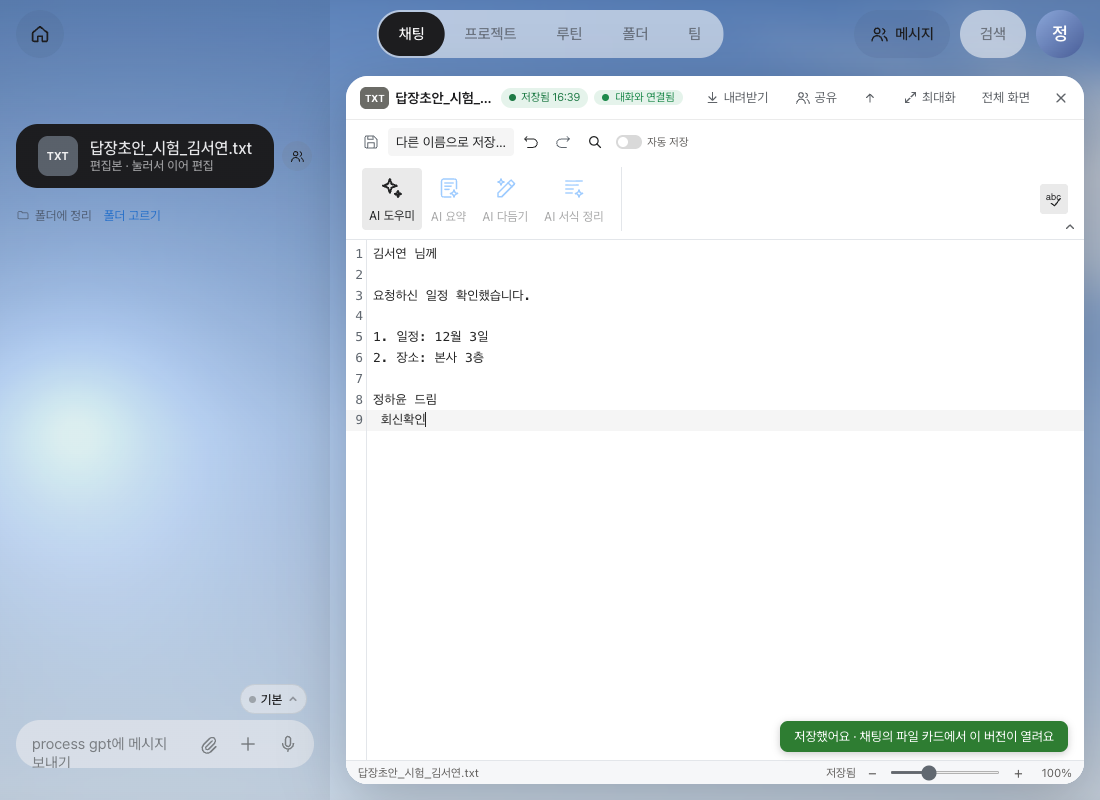 채팅
프로젝트
루틴
폴더
팀
메시지
검색
정
TXT
답장초안_시험_김서연.txt
편집본 · 눌러서 이어 편집
폴더에 정리
폴더 고르기
기본
process gpt에 메시지
보내기
TXT
답장초안_시험_...
저장됨 16:39
대화와 연결됨
내려받기
공유
최대화
전체 화면
다른 이름으로 저장...
자동 저장
AI 도우미
AI 요약
AI 다듬기
AI 서식 정리
abc
1 김서연 님께
2
3 요청하신 일정 확인했습니다.
4
5 1. 일정: 12월 3일
6 2. 장소: 본사 3층
7
8 정하윤 드림
9 회신확인
저장했어요 · 채팅의 파일 카드에서 이 버전이 열려요
답장초안_시험_김서연.txt
저장됨
100%